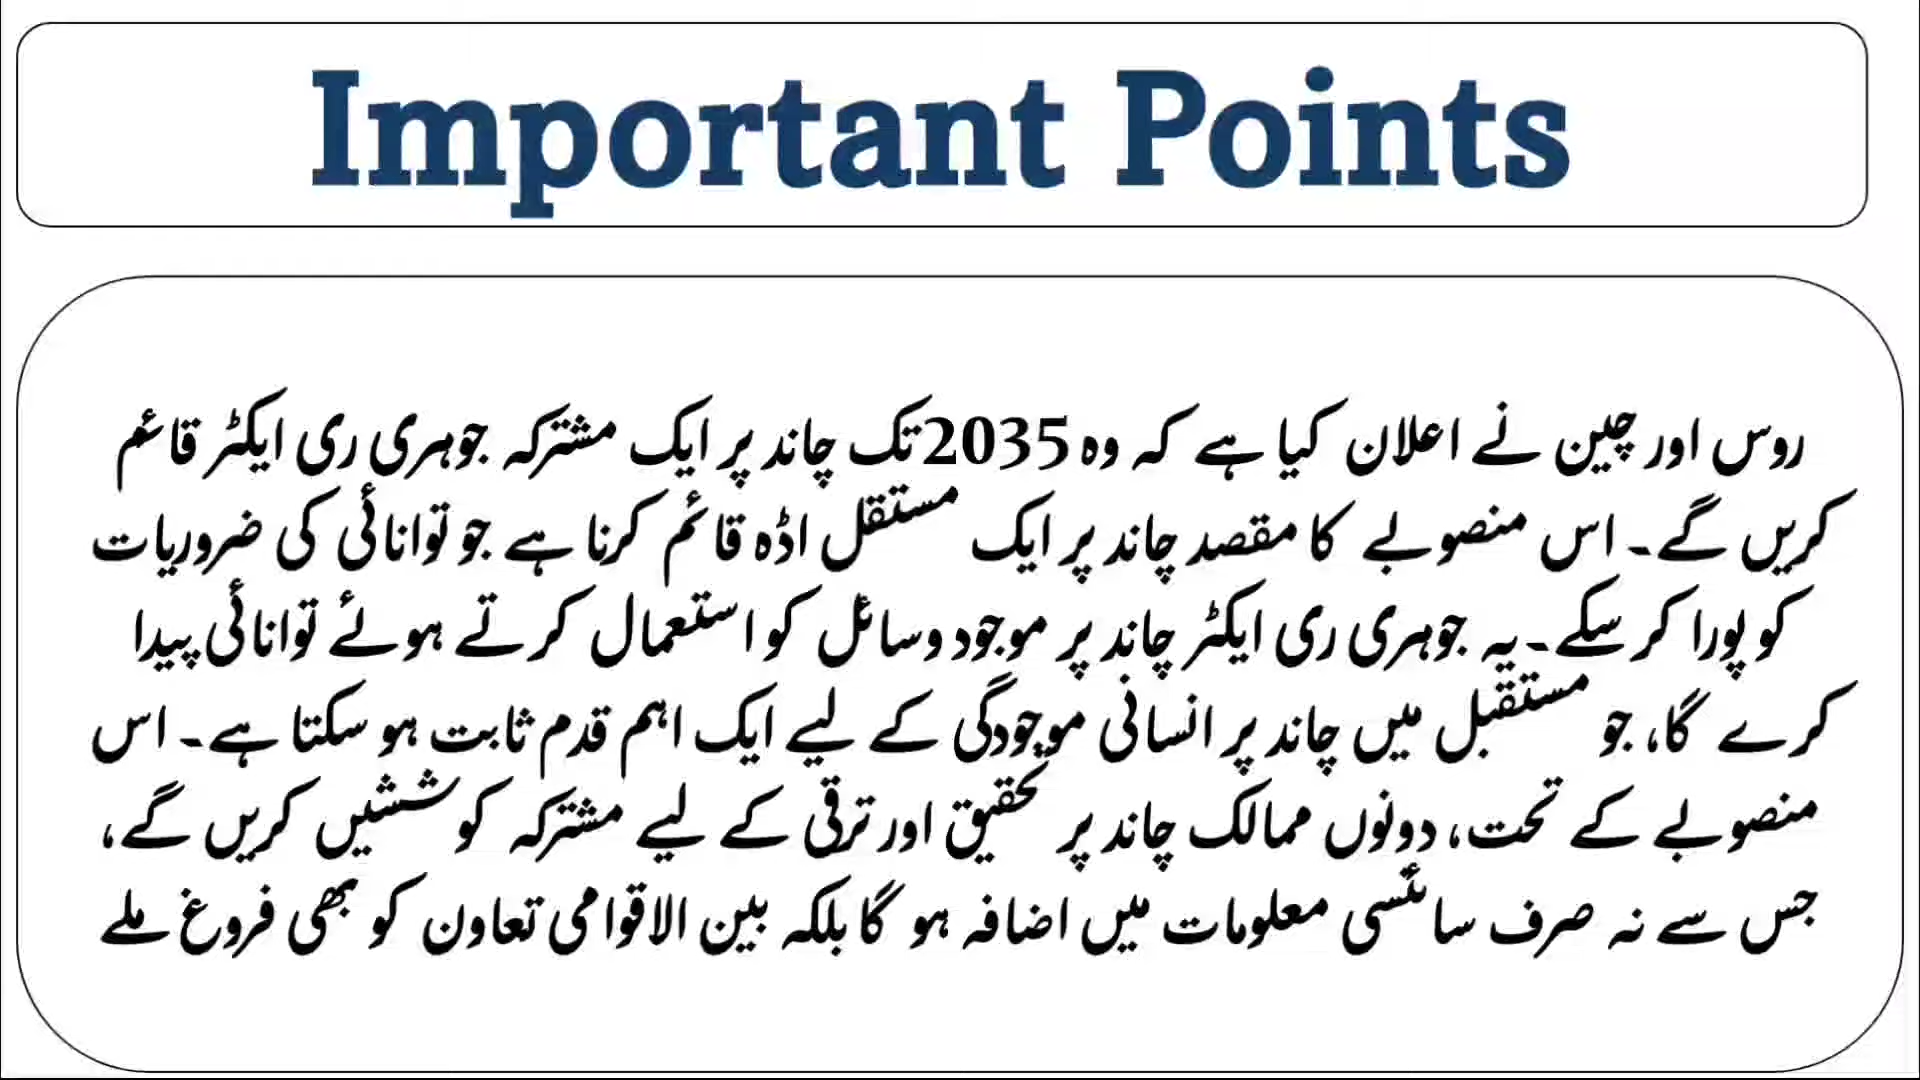 Important Points
روس اور چین نے اعلان کیا ہے کہ وہ 2035 تک چاند پر ایک مشترکہ جوہری ری ایکٹر قائم
کریں گے۔ اس منصوبے کا مقصد چاند پر ایک مستقل اڈہ قائم کرنا ہے جو توانائی کی ضروریات
کو پورا کر سکے۔ یہ جوہری ری ایکٹر چاند پر موجود وسائل کو استعمال کرتے ہوئے توانائی پیدا
کرے گا، جو مستقبل میں چاند پر انسانی موجودگی کے لیے ایک اہم قدم ثابت ہو سکتا ہے۔ اس
منصوبے کے تحت، دونوں ممالک چاند پر تحقیق اور ترقی کے لیے مشترکہ کوششیں کریں گے،
جس سے نہ صرف سائنسی معلومات میں اضافہ ہو گا بلکہ بین الاقوامی تعاون کو بھی فروغ ملے